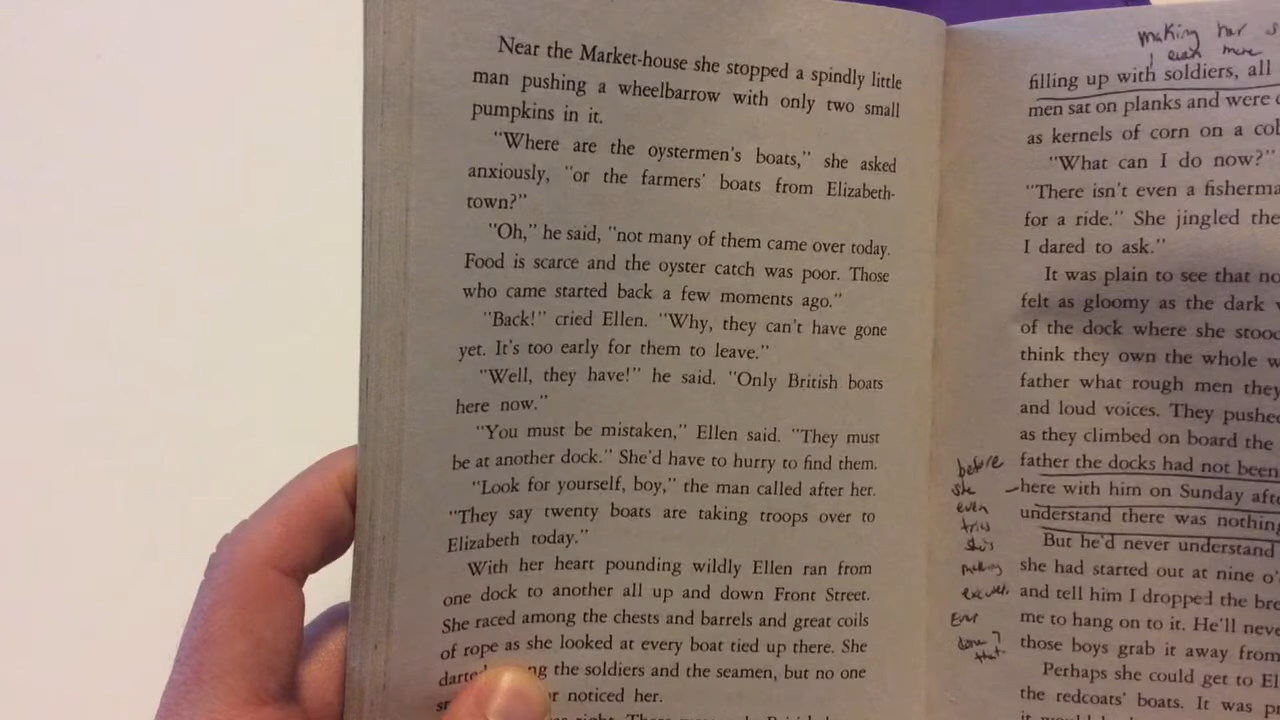 Near the Market-house she stopped a spindly little
man pushing a wheelbarrow with only two small
pumpkins in it.
"Where are the oystermen's boats," she asked
anxiously, "or the farmers' boats from Elizabeth-
town?"
"Oh," he said, "not many of them came over today.
Food is scarce and the oyster catch was poor. Those
who came started back a few moments ago."
"Back!" cried Ellen. "Why, they can't have gone
yet. It's too early for them to leave."
"Well, they have!" he said. "Only British boats
here now."
"You must be mistaken," Ellen said. "They must
be at another dock." She'd have to hurry to find them.
"Look for yourself, boy," the man called after her.
"They say twenty boats are taking troops over to
Elizabeth today."
With her heart pounding wildly Ellen ran from
one dock to another all up and down Front Street.
She raced among the chests and barrels and great coils
of rope as she looked at every boat tied up there. She
the soldiers and the seamen, but no one
noticed her.
making her
even more
filling up with soldiers, all
men sat on planks and were
as kernels of corn on a
"What can I do now?"
"There isn't even a
for a ride." She jingled
I dared to ask."
It was plain to see that
felt as gloomy as the dark
of the dock where she
think they own the whole
father what rough men they
and loud voices. They
as they climbed on board the
father the docks had not been
here with him on Sunday
understand there was
But he'd never understand
she had started out at nine
and tell him I dropped the
me to hang on to it. He'll
those boys grab it away from
Perhaps she could get to
the redcoats' boats. It was
before
she
even
tries
she's
making
Ever
that